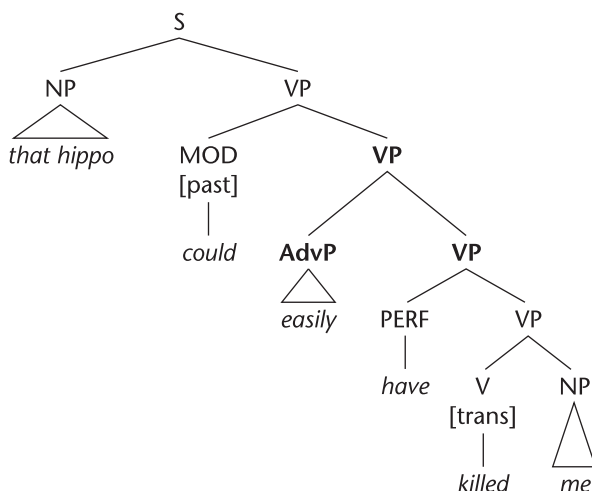 S
NP VP
that hippo MOD VP
[past]
could AdvP VP
easily PERF VP
have V NP
[trans]
killed me